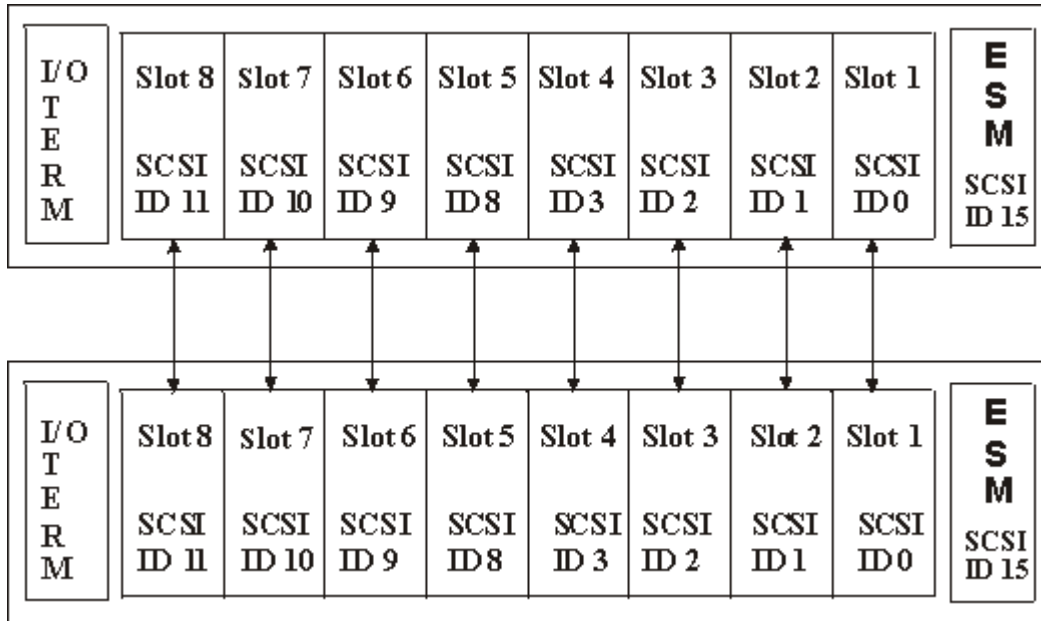 I/O
T
E
R
M
Slot 8
SCSI
ID 11
Slot 7
SCSI
ID 10
Slot 6
SCSI
ID 9
Slot 5
SCSI
ID 8
Slot 4
SCSI
ID 3
Slot 3
SCSI
ID 2
Slot 2
SCSI
ID 1
Slot 1
SCSI
ID 0
E
S
M
SCSI
ID 15
I/O
T
E
R
M
Slot 8
SCSI
ID 11
Slot 7
SCSI
ID 10
Slot 6
SCSI
ID 9
Slot 5
SCSI
ID 8
Slot 4
SCSI
ID 3
Slot 3
SCSI
ID 2
Slot 2
SCSI
ID 1
Slot 1
SCSI
ID 0
E
S
M
SCSI
ID 15